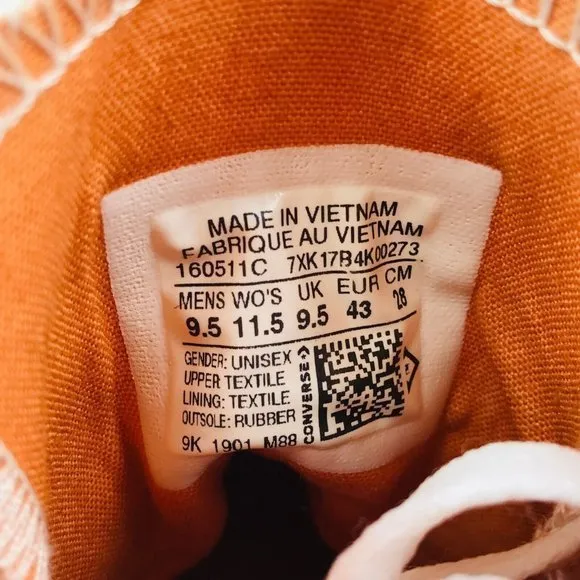 MADE IN VIETNAM
FABRIQUE AU VIETNAM
160511C 7XK17B4K00273
MENS WO'S UK EUR CM
9.5 11.5 9.5 43 28
GENDER: UNISEX
UPPER TEXTILE
LINING: TEXTILE
OUTSOLE: RUBBER
CONVERSE
9K 1901 M88